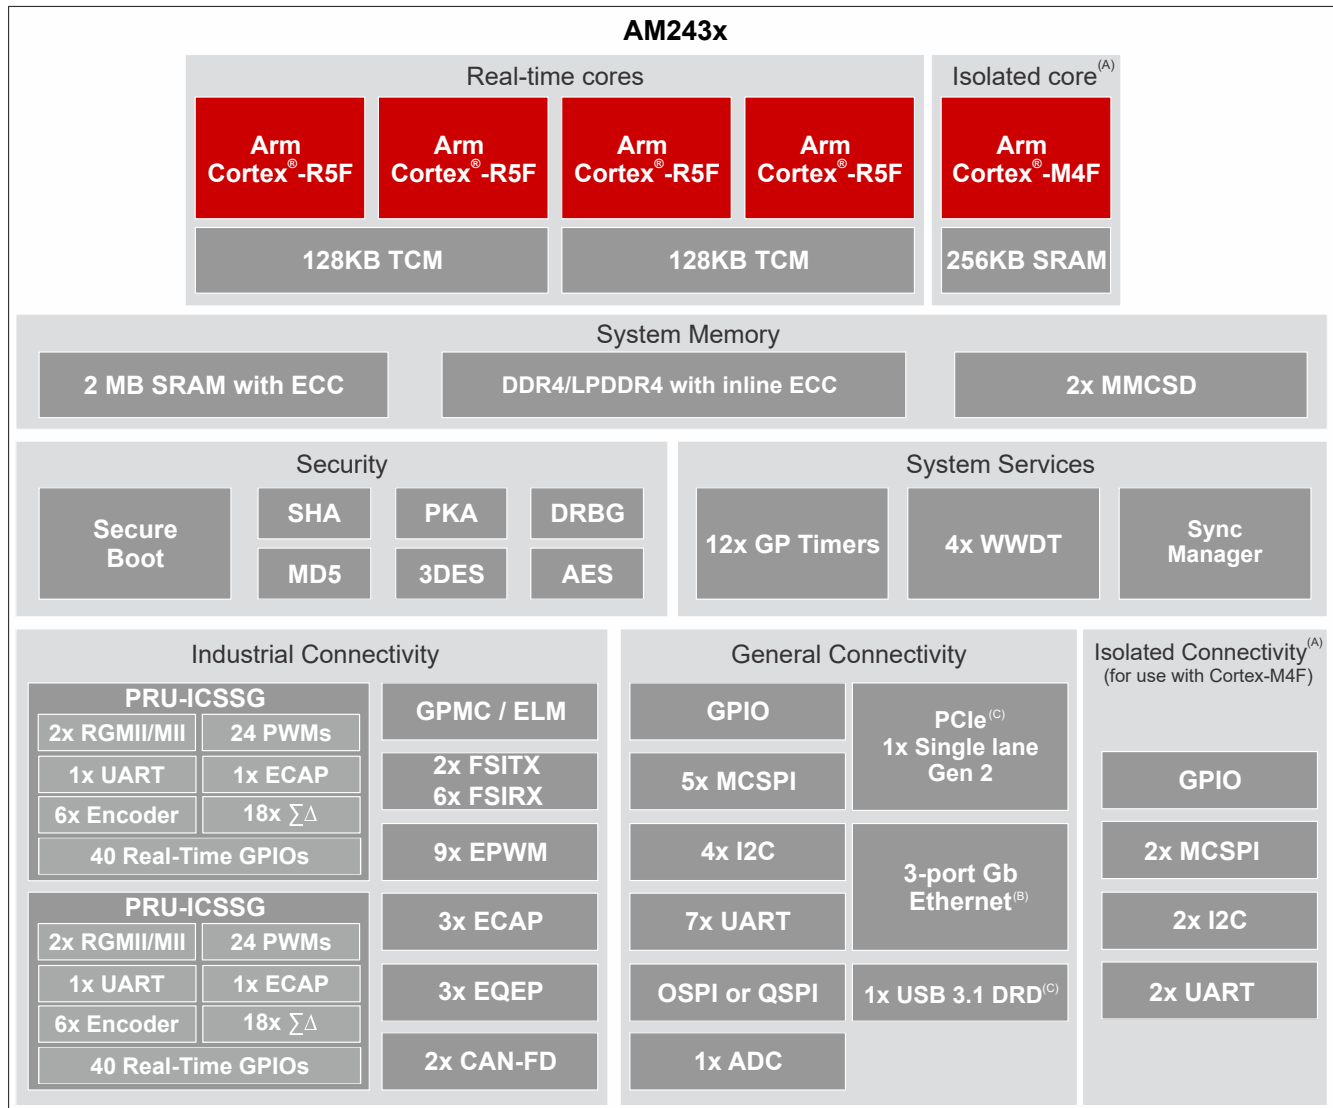 AM243x
Real-time cores
Isolated core(A)
Arm
Cortex®-R5F
Arm
Cortex®-R5F
Arm
Cortex®-R5F
Arm
Cortex®-R5F
Arm
Cortex®-M4F
128KB TCM
128KB TCM
256KB SRAM
System Memory
2 MB SRAM with ECC
DDR4/LPDDR4 with inline ECC
2x MMCSD
Security
Secure
Boot
SHA
PKA
DRBG
MD5
3DES
AES
System Services
12x GP Timers
4x WWDT
Sync
Manager
Industrial Connectivity
PRU-ICSSG
2x RGMII/MII
24 PWMs
1x UART
1x ECAP
6x Encoder
18x ∑Δ
40 Real-Time GPIOs
PRU-ICSSG
2x RGMII/MII
24 PWMs
1x UART
1x ECAP
6x Encoder
18x ∑Δ
40 Real-Time GPIOs
GPMC / ELM
2x FSITX
6x FSIRX
9x EPWM
3x ECAP
3x EQEP
2x CAN-FD
General Connectivity
GPIO
5x MCSPI
4x I2C
7x UART
OSPI or QSPI
1x ADC
PCIe(C)
1x Single lane
Gen 2
3-port Gb
Ethernet(B)
1x USB 3.1 DRD(C)
Isolated Connectivity(A)
(for use with Cortex-M4F)
GPIO
2x MCSPI
2x I2C
2x UART